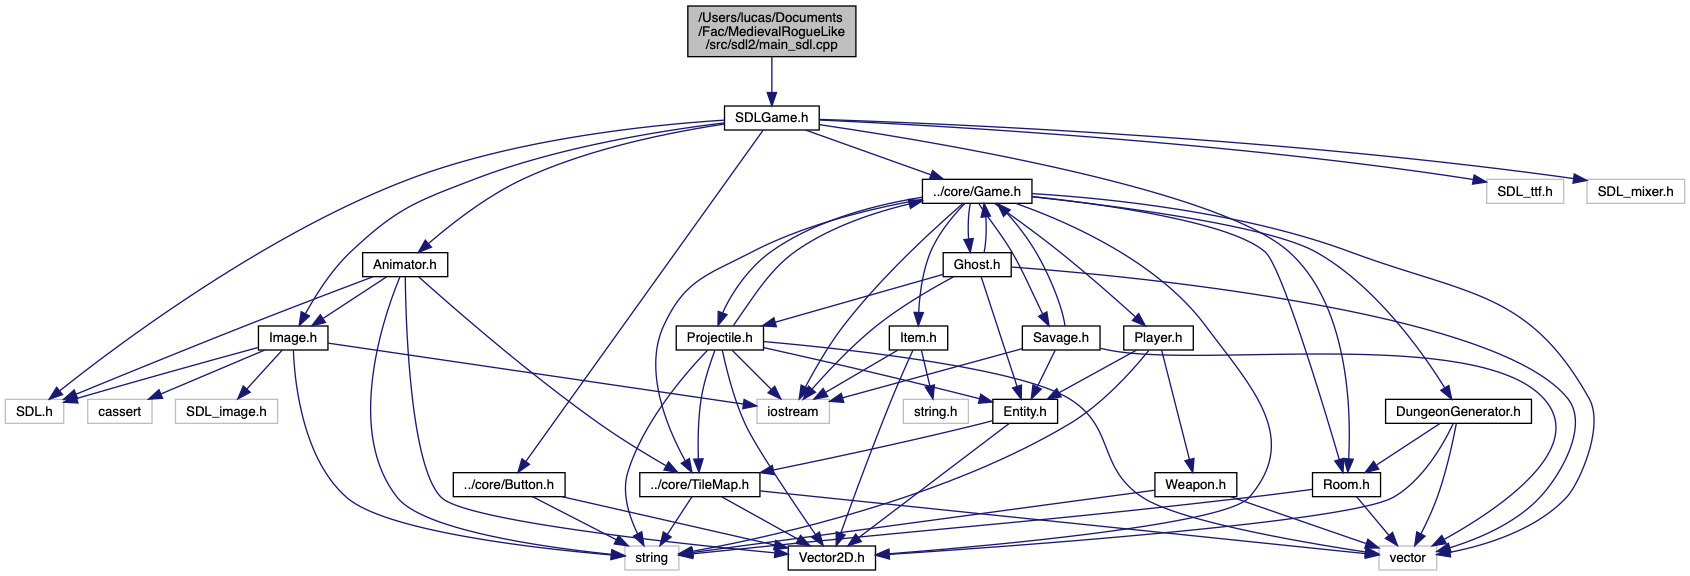 /Users/lucas/Documents
/Fac/MedievalRogueLike
/src/sdl2/main_sdl.cpp
SDLGame.h
../core/Game.h
SDL_ttf.h
SDL_mixer.h
Animator.h
Ghost.h
Image.h
Projectile.h
Item.h
Savage.h
Player.h
SDL.h
cassert
SDL_image.h
iostream
string.h
Entity.h
DungeonGenerator.h
../core/Button.h
../core/TileMap.h
Weapon.h
Room.h
string
Vector2D.h
vector